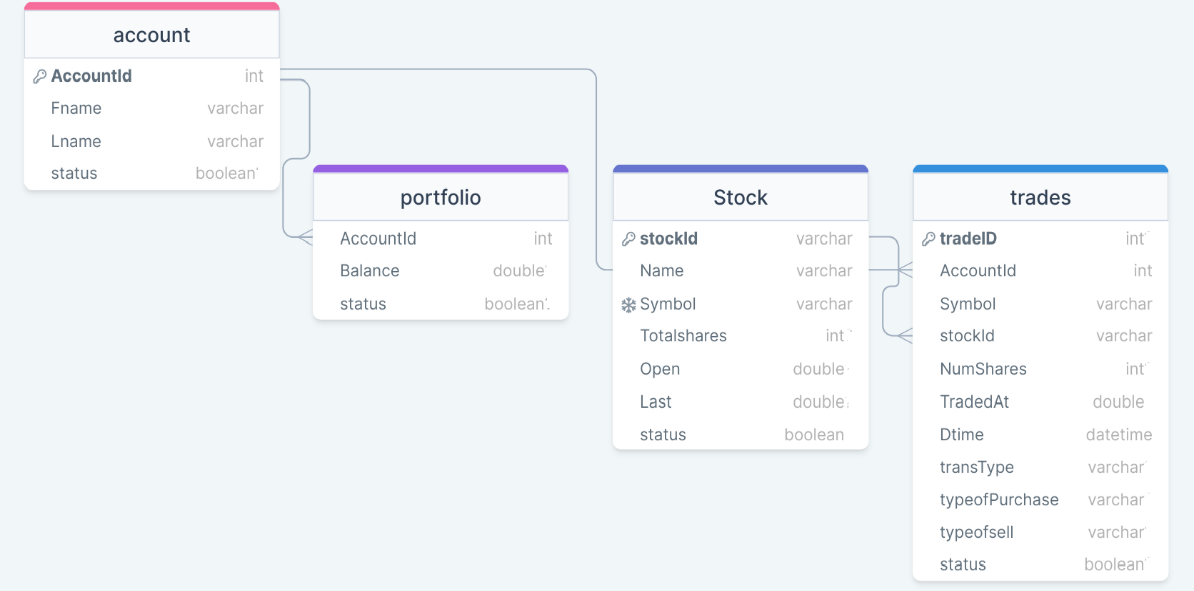 account
AccountId int
Fname varchar
Lname varchar
status boolean
portfolio
AccountId int
Balance double
status boolean
Stock
stockId varchar
Name varchar
Symbol varchar
Totalshares int
Open double
Last double
status boolean
trades
tradeID int
AccountId int
Symbol varchar
stockId varchar
NumShares int
TradedAt double
Dtime datetime
transType varchar
typeofPurchase varchar
typeofsell varchar
status boolean